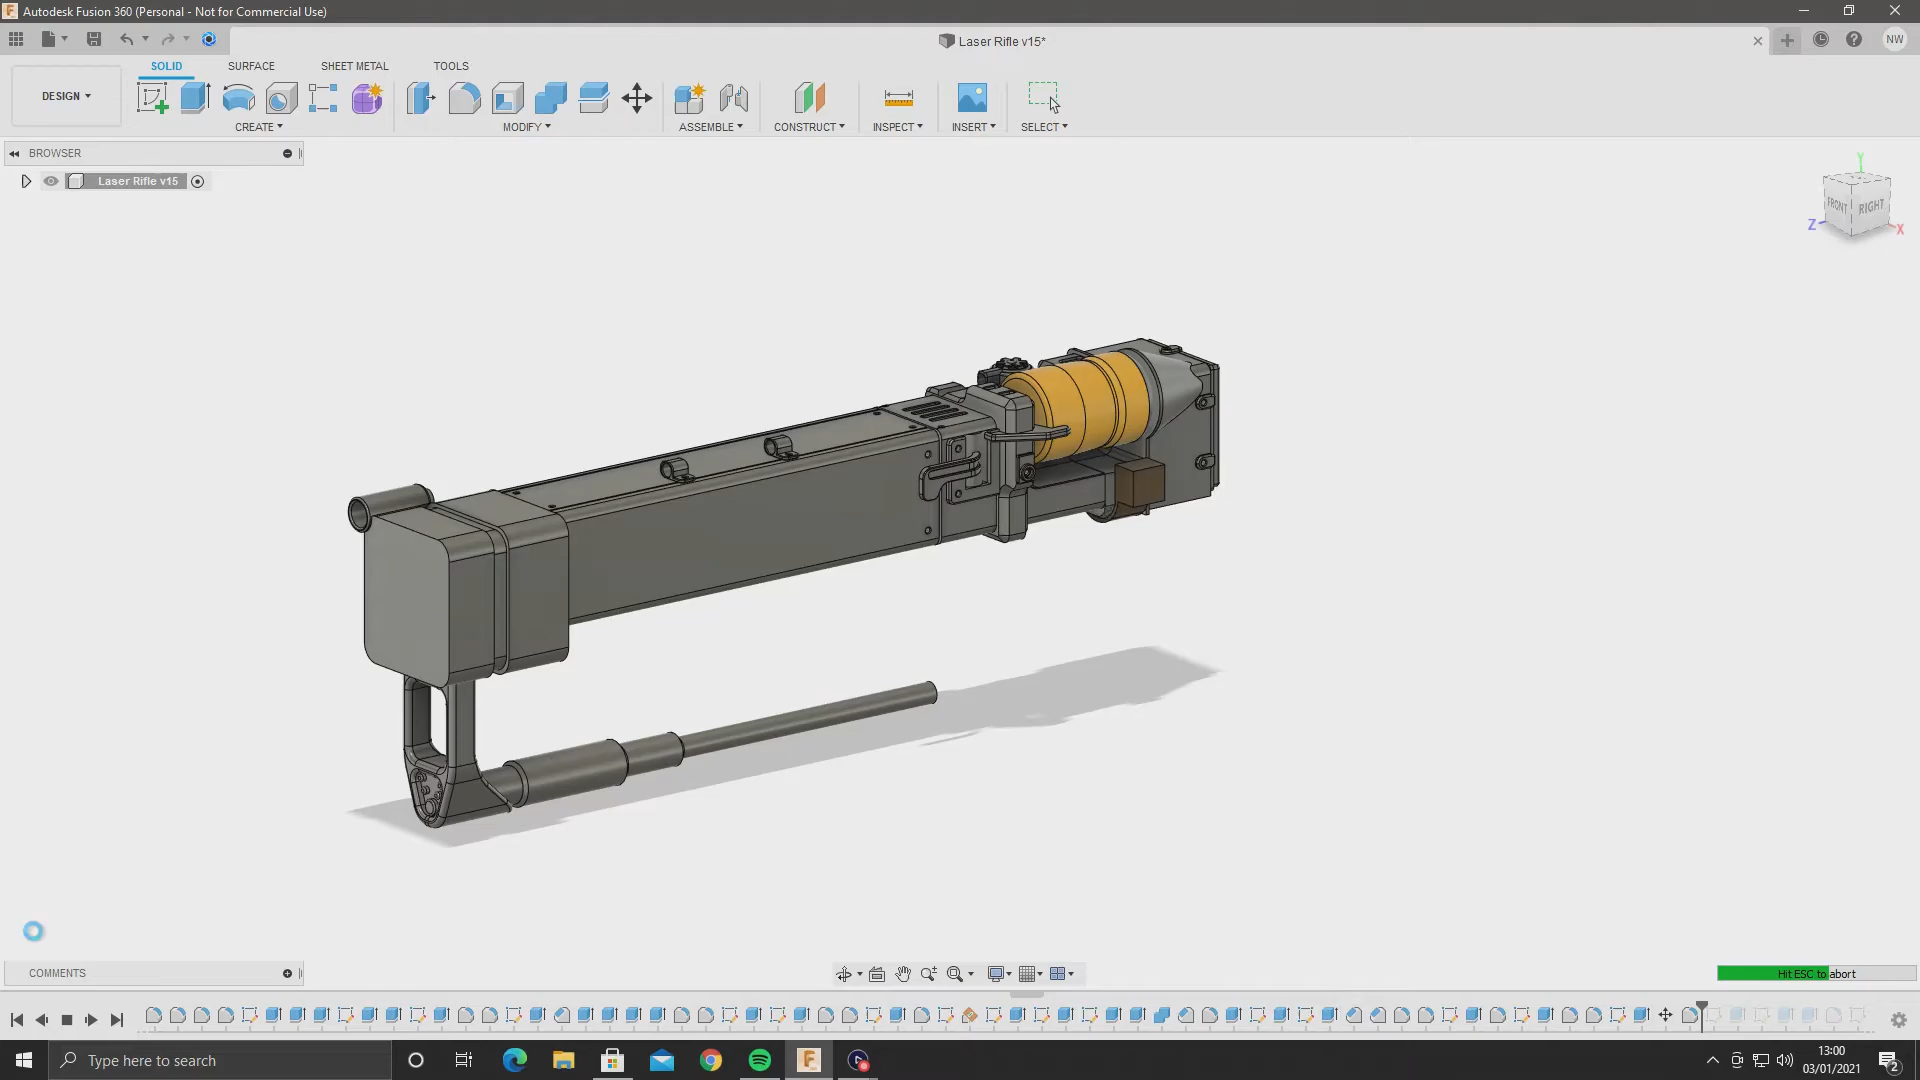 Autodesk Fusion 360 (Personal - Not for Commercial Use)
Laser Rifle v15*
NW
SOLID SURFACE SHEET METAL TOOLS
DESIGN
CREATE MODIFY ASSEMBLE CONSTRUCT INSPECT INSERT SELECT
BROWSER
Laser Rifle v15
Y
FRONT RIGHT
Z X
COMMENTS
Hit ESC to abort
Type here to search
13:00
03/01/2021
2